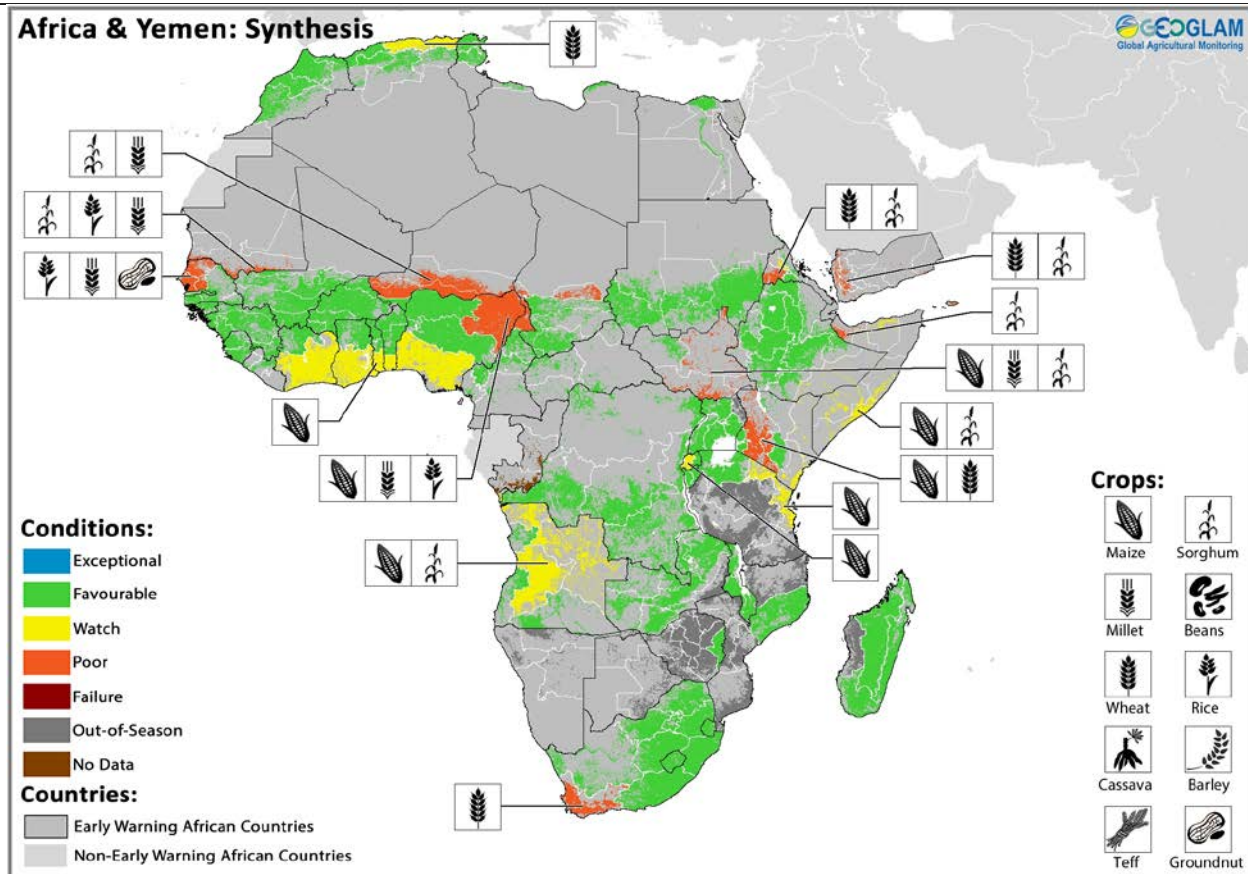 Africa & Yemen: Synthesis
GEOGLAM
Global Agricultural Monitoring
Conditions:
Exceptional
Favourable
Watch
Poor
Failure
Out-of-Season
No Data
Countries:
Early Warning African Countries
Non-Early Warning African Countries
Crops:
Maize
Sorghum
Millet
Beans
Wheat
Rice
Cassava
Barley
Teff
Groundnut